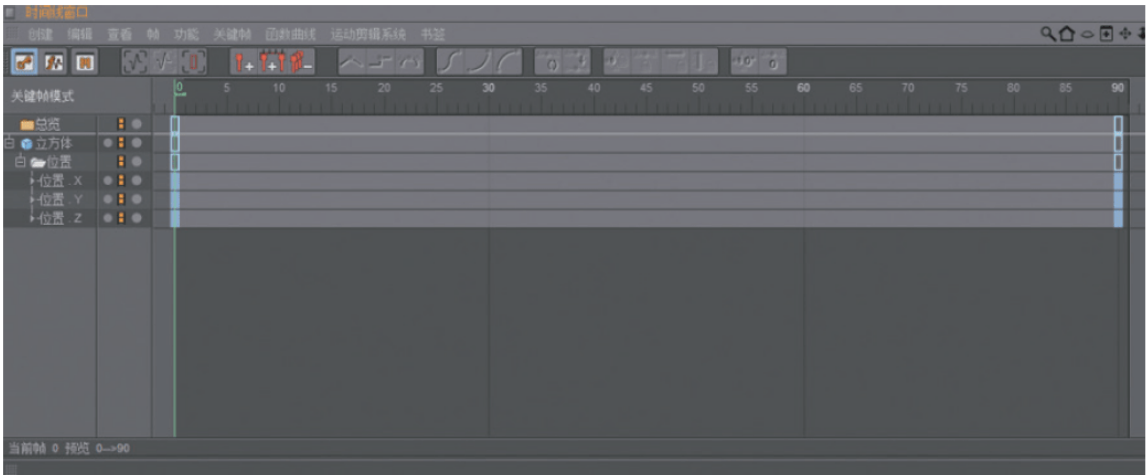 时间线窗口
创建 编辑 查看 帧 功能 关键帧 函数曲线 运动剪辑系统 书签
关键帧模式 0 5 10 15 20 25 30 35 40 45 50 55 60 65 70 75 80 85 90
总览
立方体
位置
位置 . X
位置 . Y
位置 . Z
当前帧 0 预览 0-->90